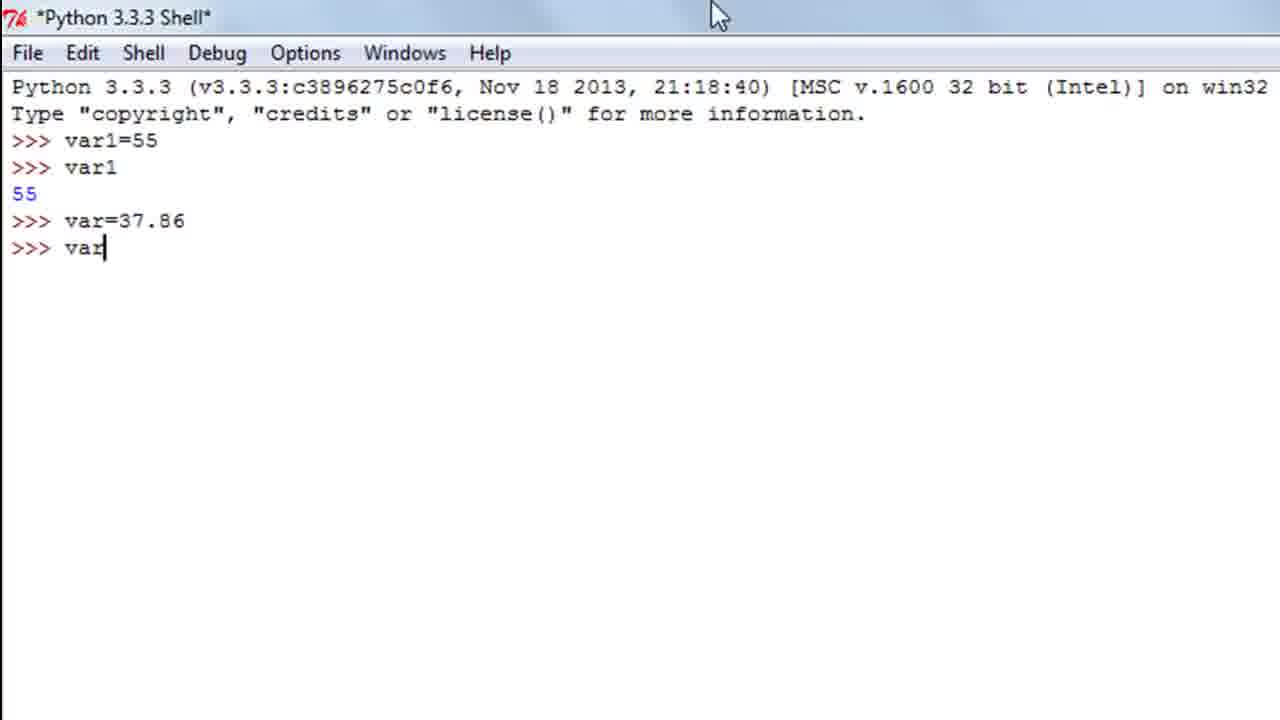 *Python 3.3.3 Shell*
File Edit Shell Debug Options Windows Help
Python 3.3.3 (v3.3.3:c3896275c0f6, Nov 18 2013, 21:18:40) [MSC v.1600 32 bit (Intel)] on win32
Type "copyright", "credits" or "license()" for more information.
>>> var1=55
>>> var1
55
>>> var=37.86
>>> var